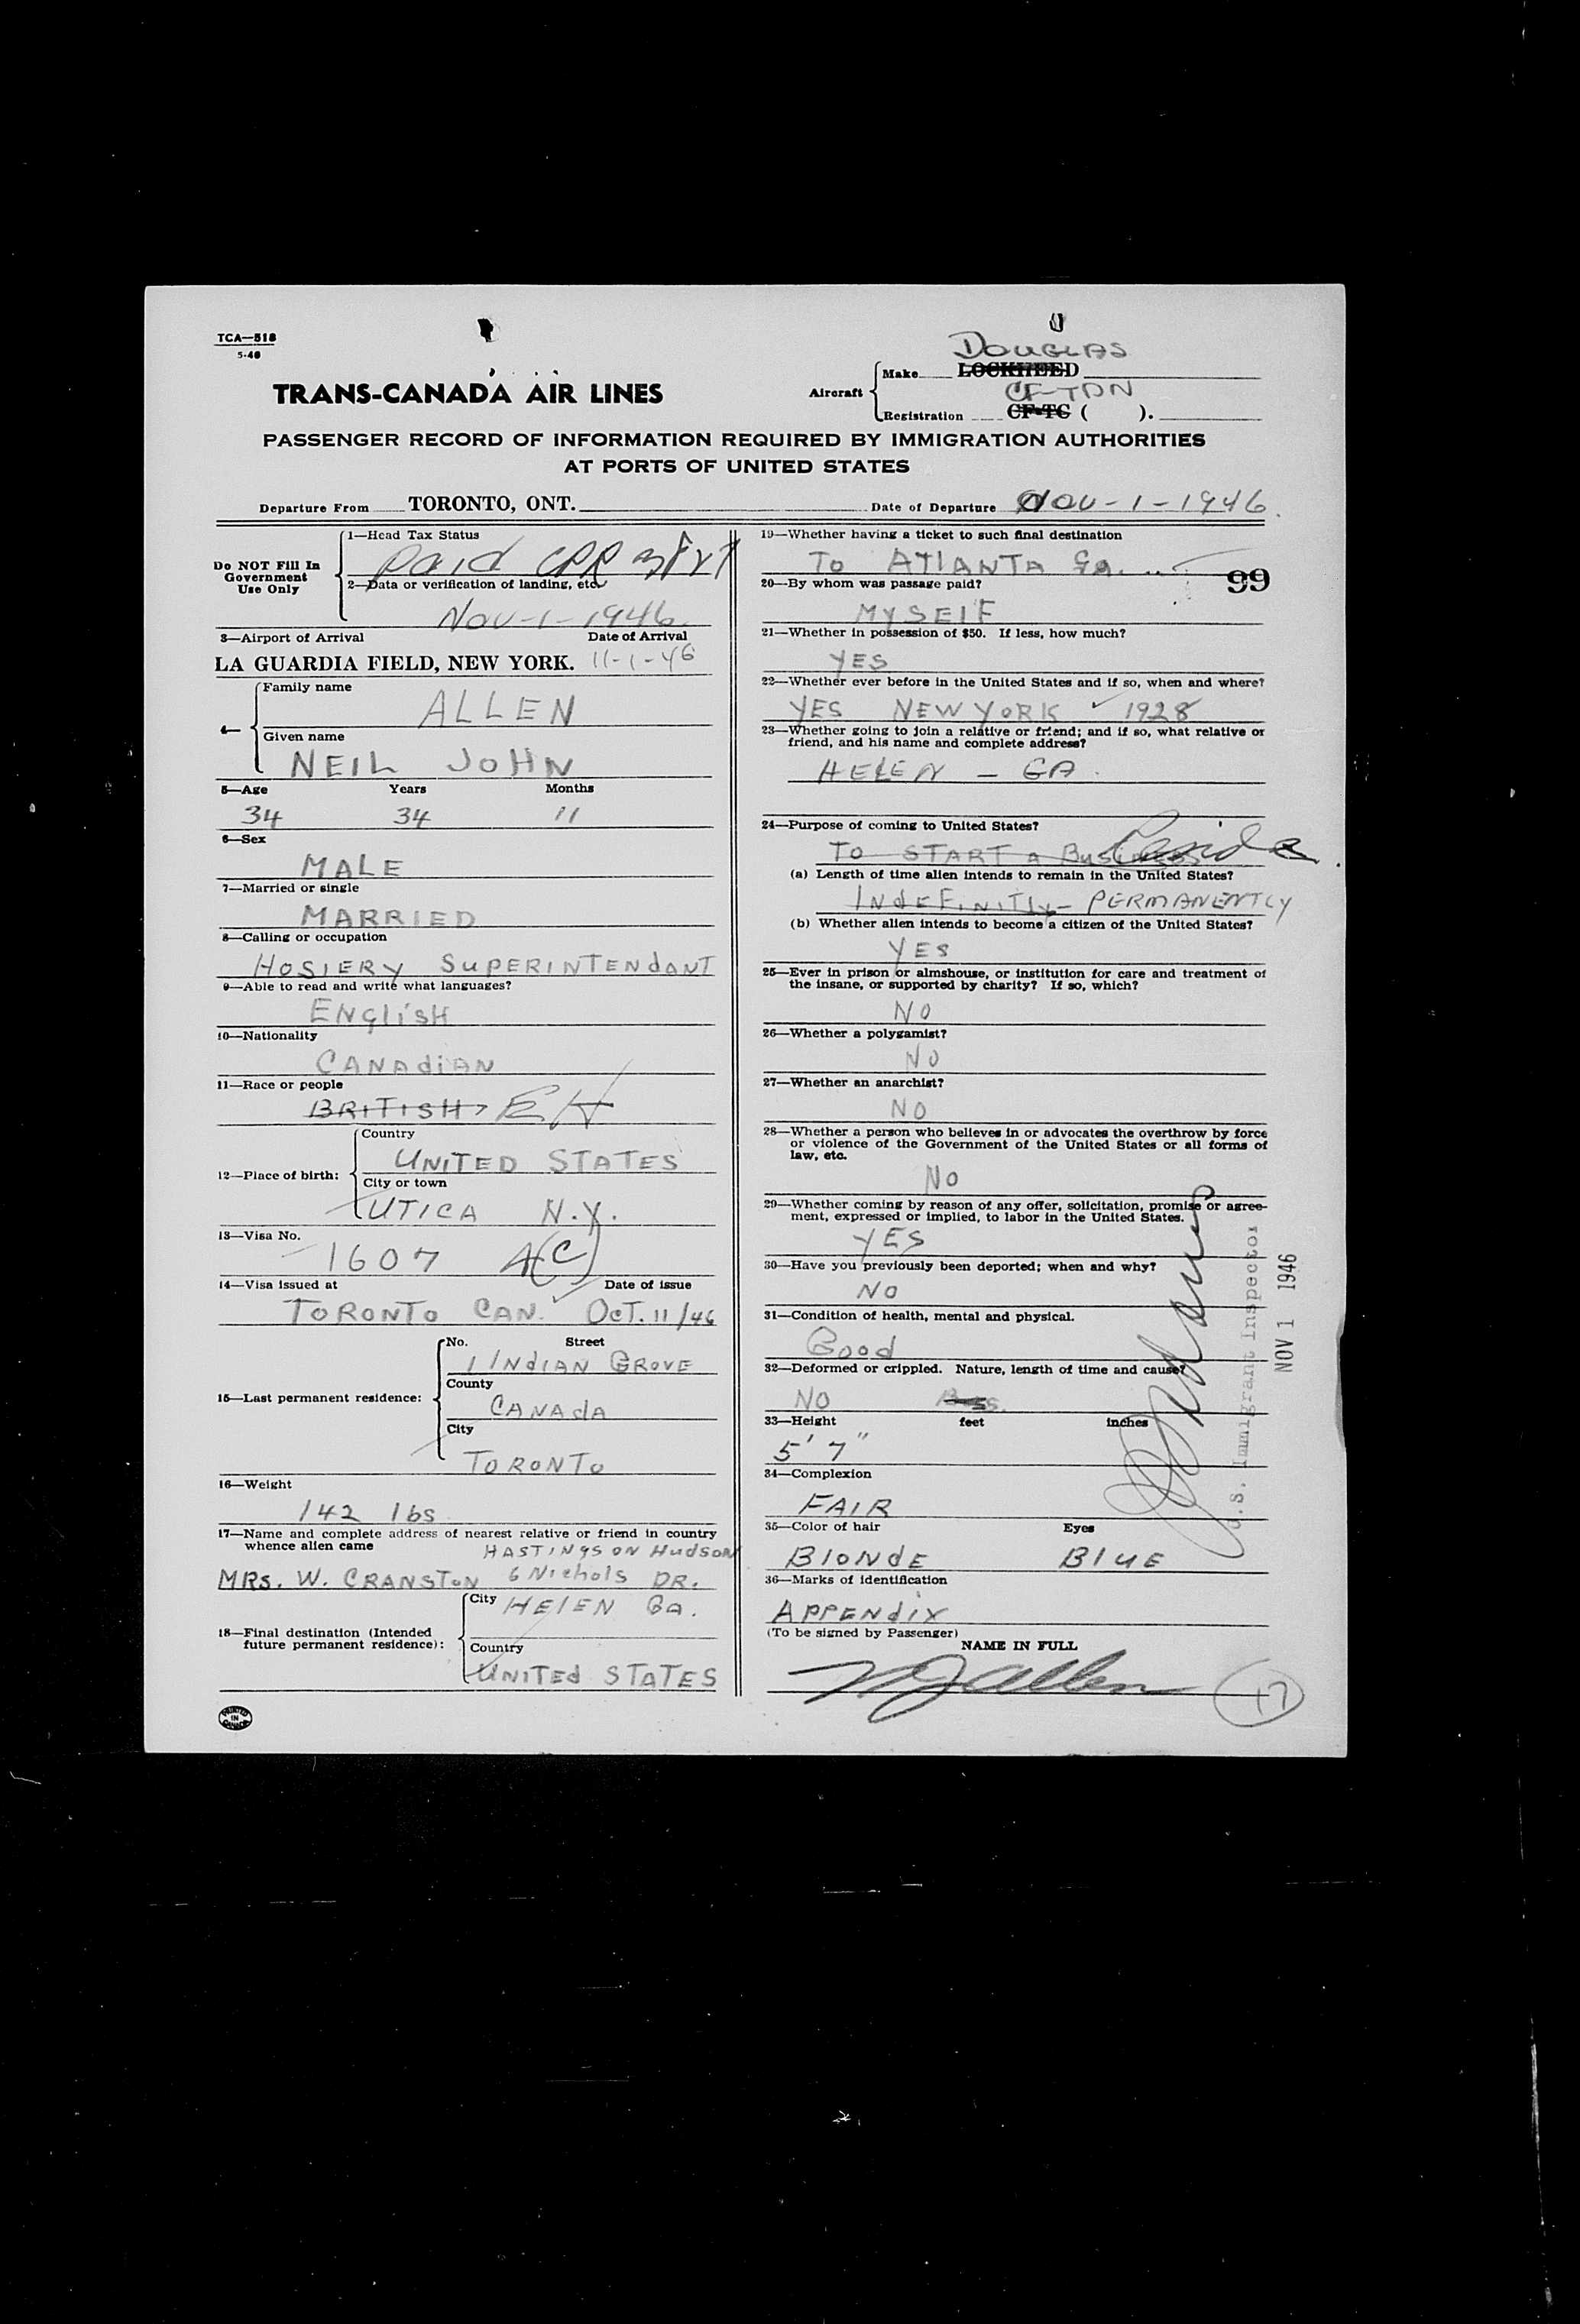 TCA—518
5-46
TRANS-CANADA AIR LINES
Aircraft
Make DOUGLAS LOCKHEED
Registration CF-TDN CF-TC ( ).
PASSENGER RECORD OF INFORMATION REQUIRED BY IMMIGRATION AUTHORITIES
AT PORTS OF UNITED STATES
Departure From TORONTO, ONT.
Date of Departure NOV-1-1946.
Do NOT Fill In
Government
Use Only
1—Head Tax Status
Paid CPR
2—Data or verification of landing, etc.
Nov-1-1946
3—Airport of Arrival Date of Arrival
LA GUARDIA FIELD, NEW YORK. 11-1-46
4—
Family name
ALLEN
Given name
NEIL JOHN
5—Age Years Months
34 34 11
6—Sex
MALE
7—Married or single
MARRIED
8—Calling or occupation
HOSIERY SUPERINTENDANT
9—Able to read and write what languages?
ENGlisH
10—Nationality
CANADIAN
11—Race or people
BRITISH EH
12—Place of birth:
Country
UNITED STATES
City or town
UTICA N.Y.
13—Visa No.
1607 4(C)
14—Visa issued at Date of issue
TORONTO CAN. OCT. 11/46
15—Last permanent residence:
No. Street
1 INDIAN GROVE
County
CANADA
City
TORONTO
16—Weight
142 lbs
17—Name and complete address of nearest relative or friend in country
whence alien came
HASTINGS ON HUDSON
MRS. W. CRANSTON 6 Nichols DR.
18—Final destination (Intended
future permanent residence):
City HELEN GA.
Country
UNITED STATES
PRINTED
IN
CANADA
19—Whether having a ticket to such final destination
TO ATLANTA GA.
99
20—By whom was passage paid?
MYSELF
21—Whether in possession of $50. If less, how much?
YES
22—Whether ever before in the United States and if so, when and where?
YES NEW YORK 1928
23—Whether going to join a relative or friend; and if so, what relative or
friend, and his name and complete address?
HELEN – GA.
24—Purpose of coming to United States?
TO START A BUSINESS Reside
(a) Length of time alien intends to remain in the United States?
INDEFINITLY – PERMANENTLY
(b) Whether alien intends to become a citizen of the United States?
YES
25—Ever in prison or almshouse, or institution for care and treatment of
the insane, or supported by charity? If so, which?
NO
26—Whether a polygamist?
NO
27—Whether an anarchist?
NO
28—Whether a person who believes in or advocates the overthrow by force
or violence of the Government of the United States or all forms of
law, etc.
NO
29—Whether coming by reason of any offer, solicitation, promise or agree-
ment, expressed or implied, to labor in the United States.
YES
30—Have you previously been deported; when and why?
NO
31—Condition of health, mental and physical.
Good
32—Deformed or crippled. Nature, length of time and cause?
NO
33—Height feet inches
5' 7"
34—Complexion
FAIR
35—Color of hair Eyes
BLONDE BLUE
36—Marks of identification
APPENDIX
(To be signed by Passenger)
NAME IN FULL
N J Allen
17
U.S. Immigrant Inspector
NOV 1 1946